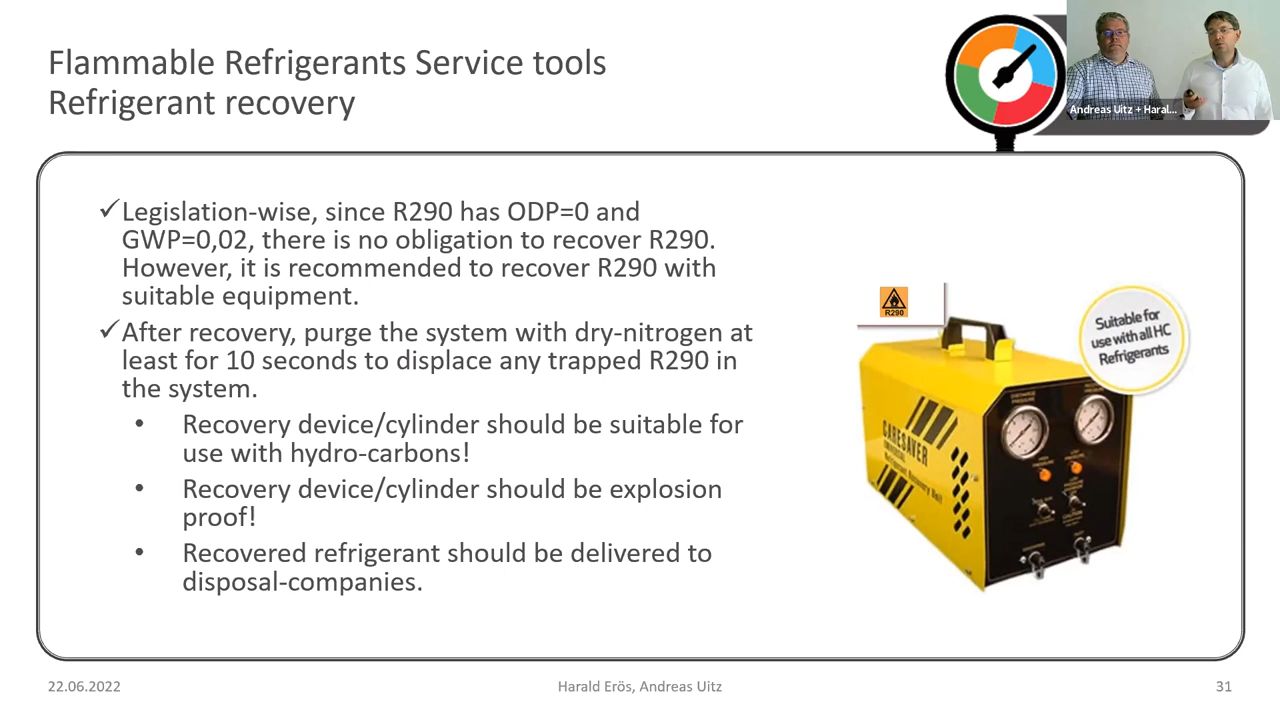 Flammable Refrigerants Service tools
Refrigerant recovery
Andreas Uitz + Haral...
✓Legislation-wise, since R290 has ODP=0 and
GWP=0,02, there is no obligation to recover R290.
However, it is recommended to recover R290 with
suitable equipment.
✓After recovery, purge the system with dry-nitrogen at
least for 10 seconds to displace any trapped R290 in
the system.
• Recovery device/cylinder should be suitable for
use with hydro-carbons!
• Recovery device/cylinder should be explosion
proof!
• Recovered refrigerant should be delivered to
disposal-companies.
R290
Suitable for
use with all HC
Refrigerants
CARESAVER
UNIVERSAL
Refrigerant Recovery Unit
22.06.2022
Harald Erös, Andreas Uitz
31